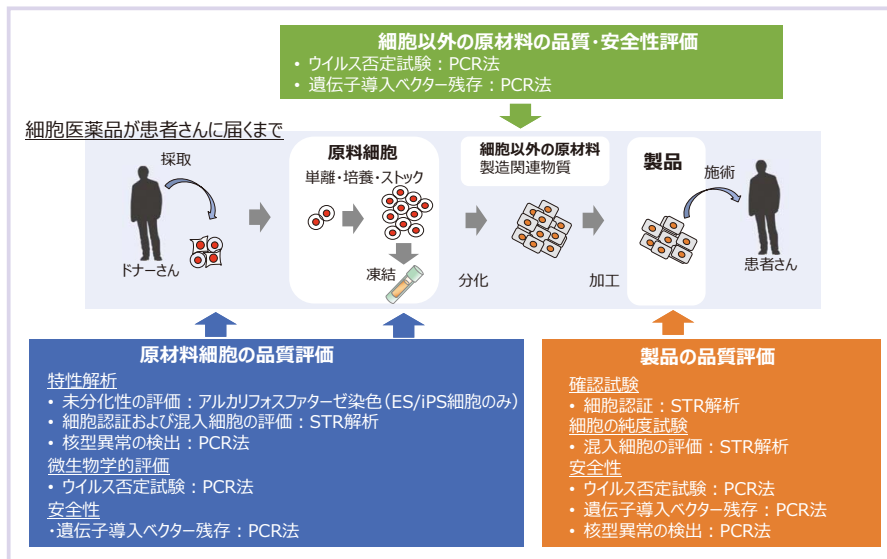 細胞以外の原材料の品質・安全性評価
• ウイルス否定試験：PCR法
• 遺伝子導入ベクター残存：PCR法
細胞医薬品が患者さんに届くまで
採取
ドナーさん
原料細胞
単離・培養・ストック
凍結
分化
細胞以外の原材料
製造関連物質
加工
製品
施術
患者さん
原材料細胞の品質評価
特性解析
• 未分化性の評価：アルカリフォスファターゼ染色（ES/iPS細胞のみ）
• 細胞認証および混入細胞の評価：STR解析
• 核型異常の検出：PCR法
微生物学的評価
• ウイルス否定試験：PCR法
安全性
・遺伝子導入ベクター残存：PCR法
製品の品質評価
確認試験
• 細胞認証：STR解析
細胞の純度試験
• 混入細胞の評価：STR解析
安全性
• ウイルス否定試験：PCR法
• 遺伝子導入ベクター残存：PCR法
• 核型異常の検出：PCR法